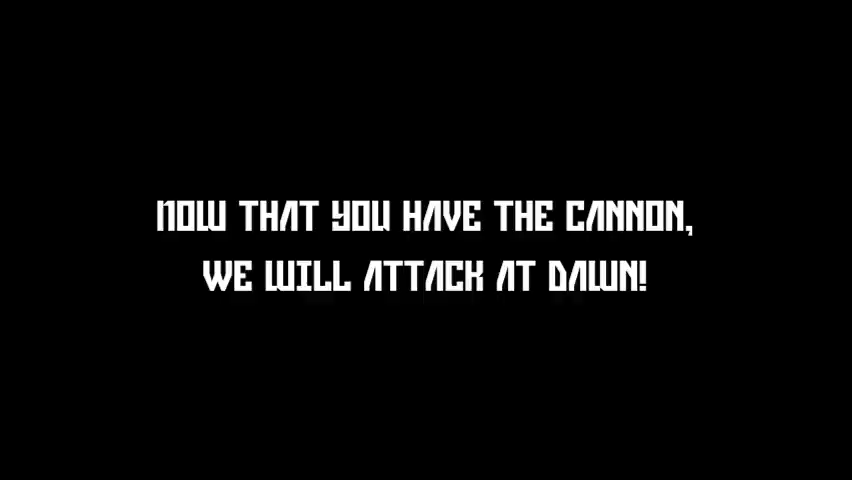 NOW THAT YOU HAVE THE CANNON,
WE WILL ATTACK AT DAWN!